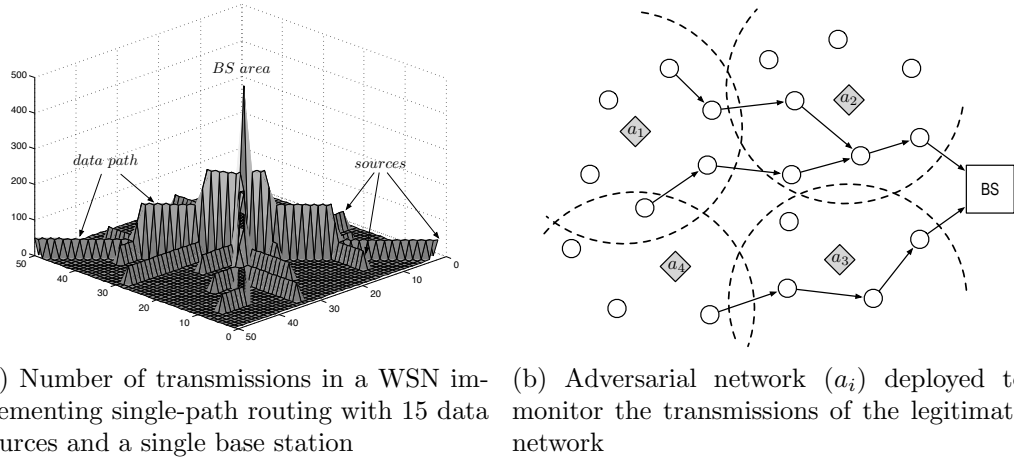 500
400
300
200
100
0
50
40
30
20
10
0
50
40
30
20
10
0
BS area
data path
sources
a1
a2
a3
a4
BS
) Number of transmissions in a WSN im-
ementing single-path routing with 15 data
urces and a single base station
(b) Adversarial network (ai) deployed t
monitor the transmissions of the legitimat
network